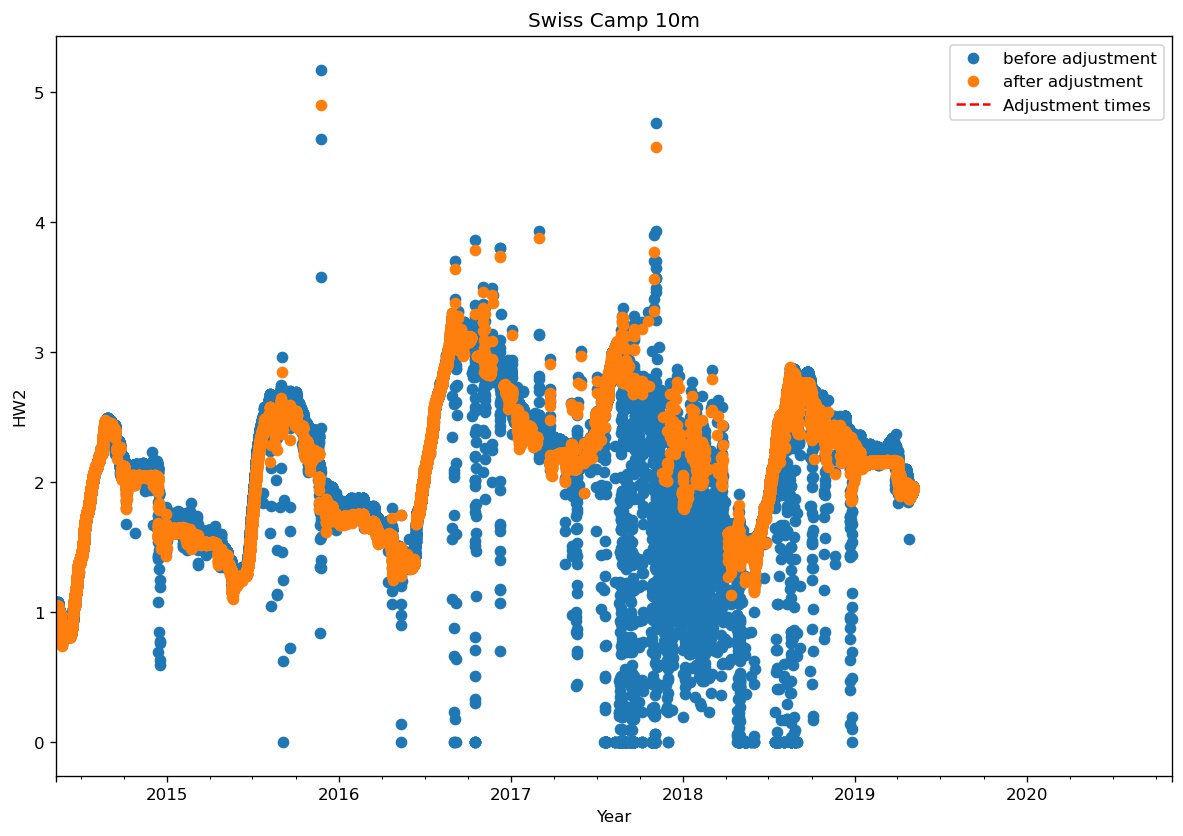 Swiss Camp 10m
before adjustment
after adjustment
Adjustment times
HW2
5
4
3
2
1
0
2015 2016 2017 2018 2019 2020
Year